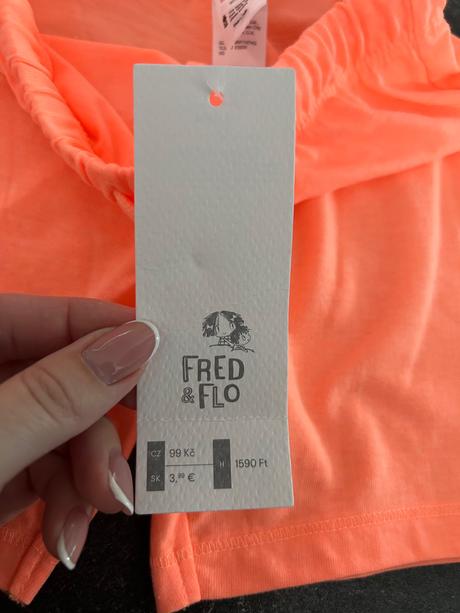 FRED
& FLO
CZ 99 Kč
H 1590 Ft
SK 3,⁹⁹ €